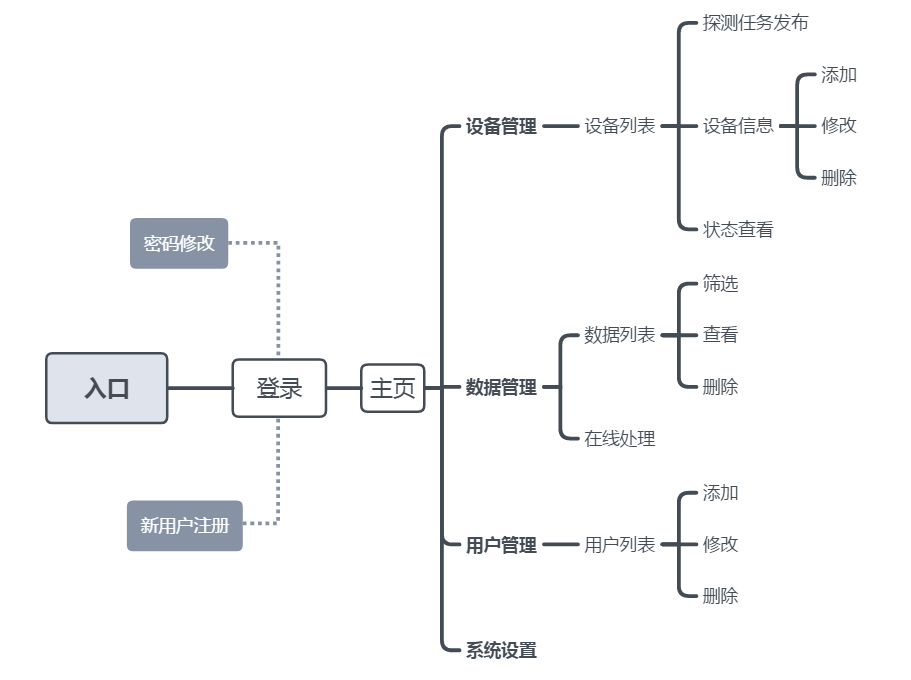 探测任务发布
添加
设备管理
设备列表
设备信息
修改
删除
密码修改
状态查看
筛选
数据列表
查看
入口
登录
主页
数据管理
删除
在线处理
添加
新用户注册
用户管理
用户列表
修改
删除
系统设置